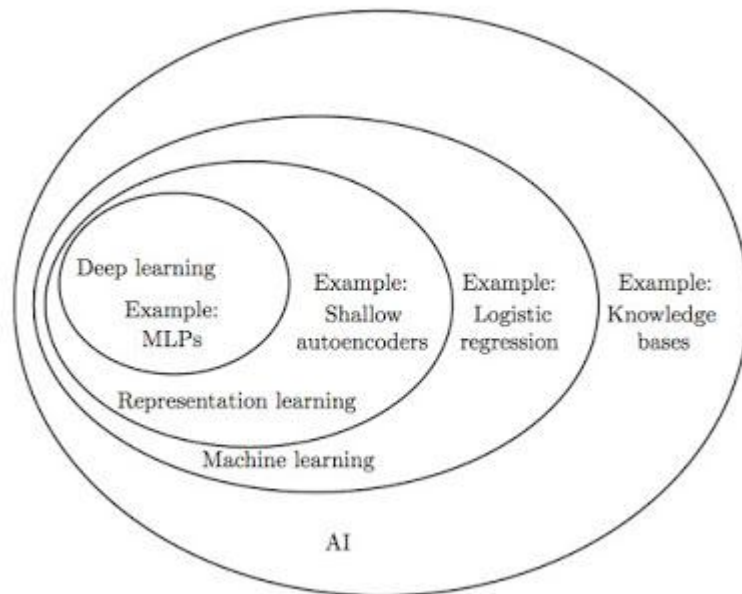 Deep learning
Example:
MLPs
Example:
Shallow
autoencoders
Example:
Logistic
regression
Example:
Knowledge
bases
Representation learning
Machine learning
AI